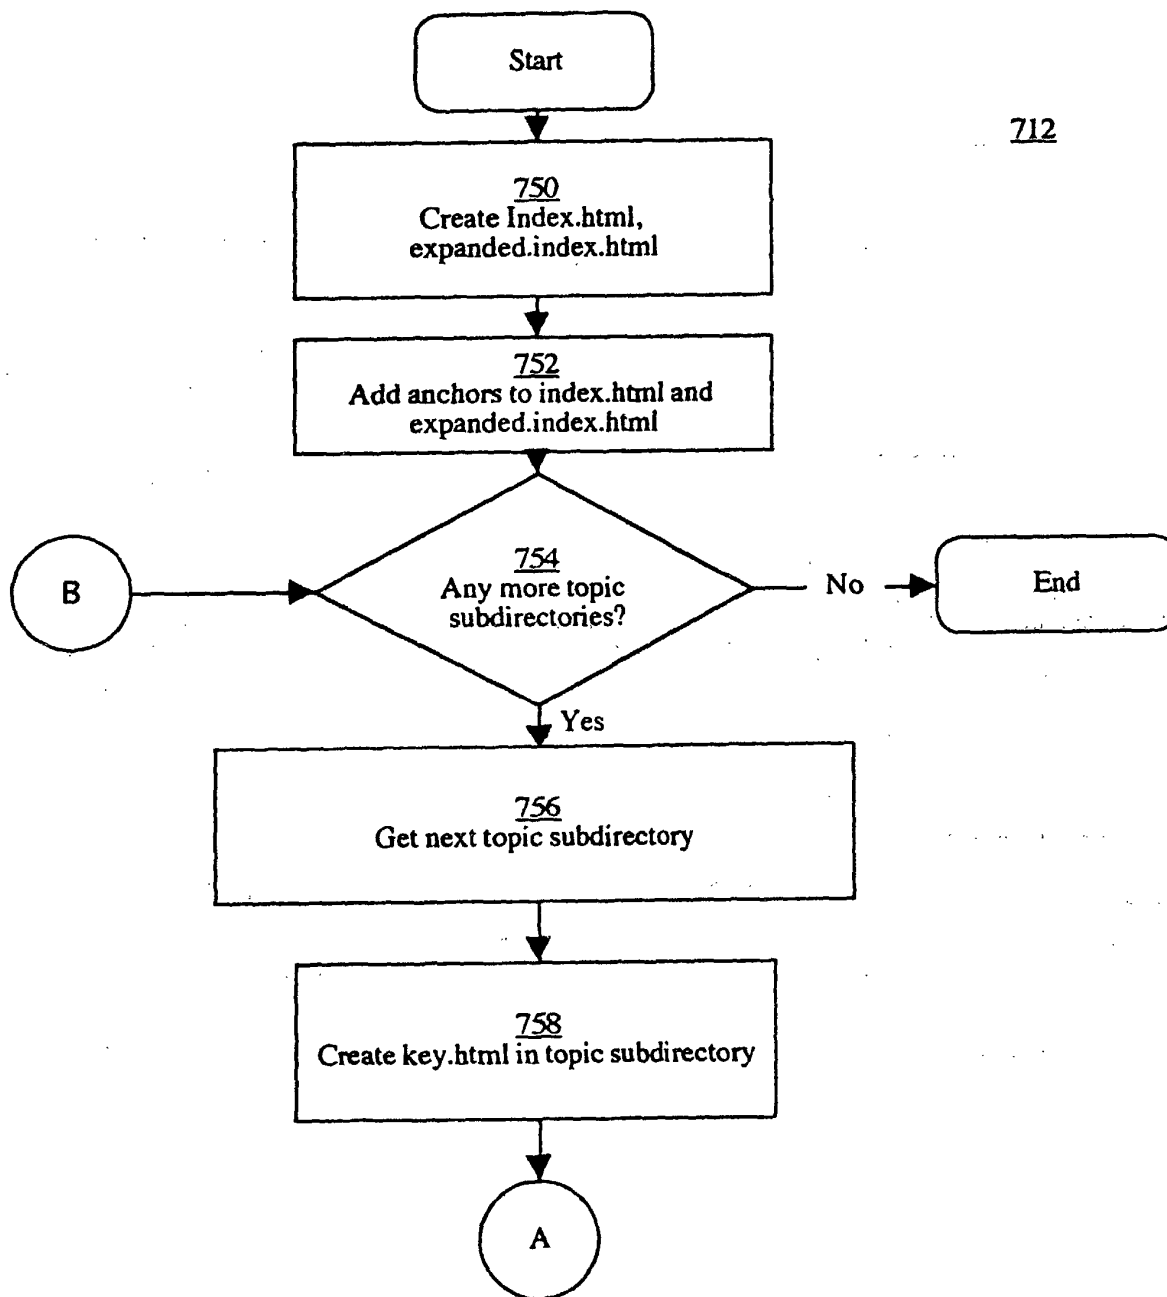 Start
712
750
Create Index.html,
expanded.index.html
752
Add anchors to index.html and
expanded.index.html
B
754
Any more topic
subdirectories?
No
End
Yes
756
Get next topic subdirectory
758
Create key.html in topic subdirectory
A